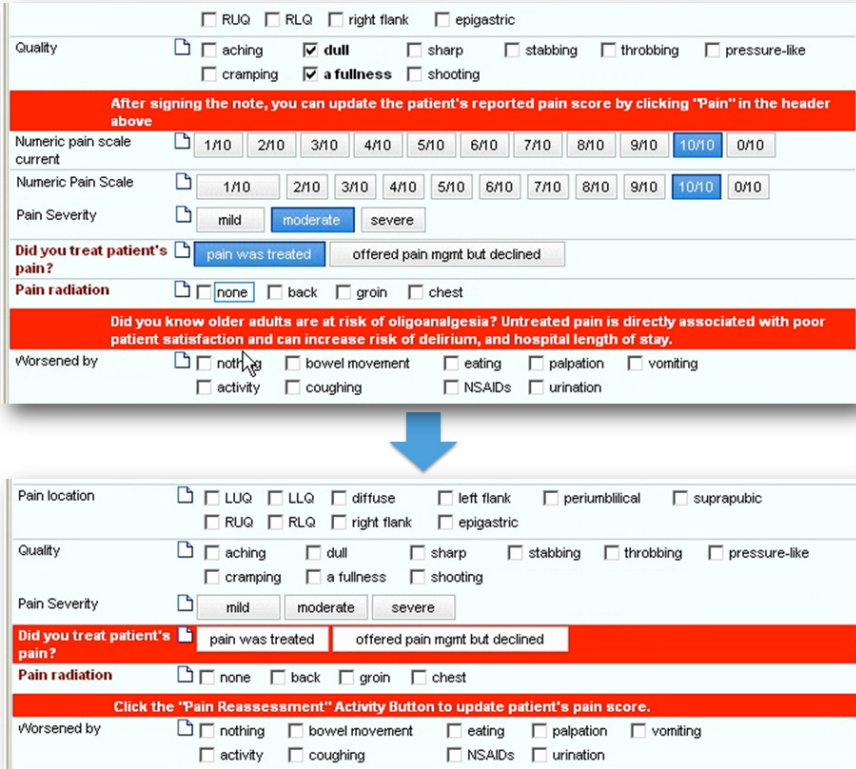 RUQ RLQ right flank epigastric
Quality aching dull sharp stabbing throbbing pressure-like
cramping a fullness shooting
After signing the note, you can update the patient's reported pain score by clicking "Pain" in the header
above
Numeric pain scale current 1/10 2/10 3/10 4/10 5/10 6/10 7/10 8/10 9/10 10/10 0/10
Numeric Pain Scale 1/10 2/10 3/10 4/10 5/10 6/10 7/10 8/10 9/10 10/10 0/10
Pain Severity mild moderate severe
Did you treat patient's pain? pain was treated offered pain mgmt but declined
Pain radiation none back groin chest
Did you know older adults are at risk of oligoanalgesia? Untreated pain is directly associated with poor
patient satisfaction and can increase risk of delirium, and hospital length of stay.
Worsened by nothing bowel movement eating palpation vomiting
activity coughing NSAIDs urination
Pain location LUQ LLQ diffuse left flank periumblilical suprapubic
RUQ RLQ right flank epigastric
Quality aching dull sharp stabbing throbbing pressure-like
cramping a fullness shooting
Pain Severity mild moderate severe
Did you treat patient's pain? pain was treated offered pain mgmt but declined
Pain radiation none back groin chest
Click the "Pain Reassessment" Activity Button to update patient's pain score.
Worsened by nothing bowel movement eating palpation vomiting
activity coughing NSAIDs urination